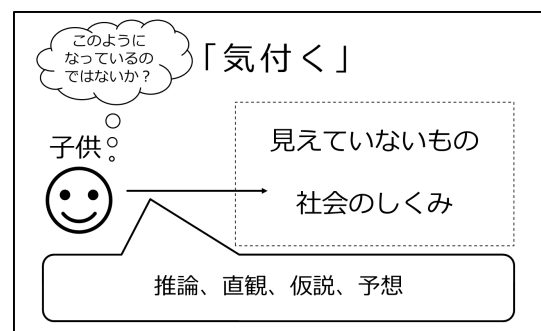 このように
なっているの
ではないか？
「気付く」
子供
見えていないもの
社会のしくみ
推論、直観、仮説、予想